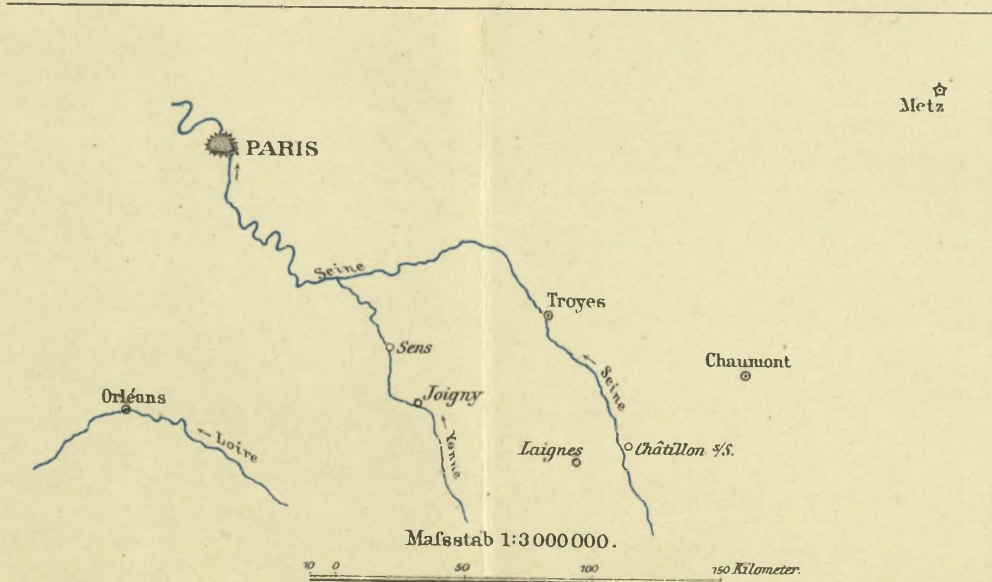 Metz
PARIS
Seine
Troyes
Sens
Chaumont
Seine
Joigny
Orléans
Loire
Yonne
Laignes
Châtillon s/S.
Maſsstab 1:3000000.
10 0 50 100 150 Kilometer.